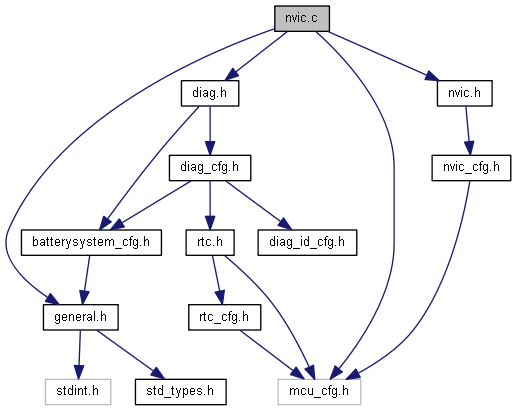 nvic.c
diag.h
nvic.h
diag_cfg.h
nvic_cfg.h
batterysystem_cfg.h
rtc.h
diag_id_cfg.h
general.h
rtc_cfg.h
stdint.h
std_types.h
mcu_cfg.h